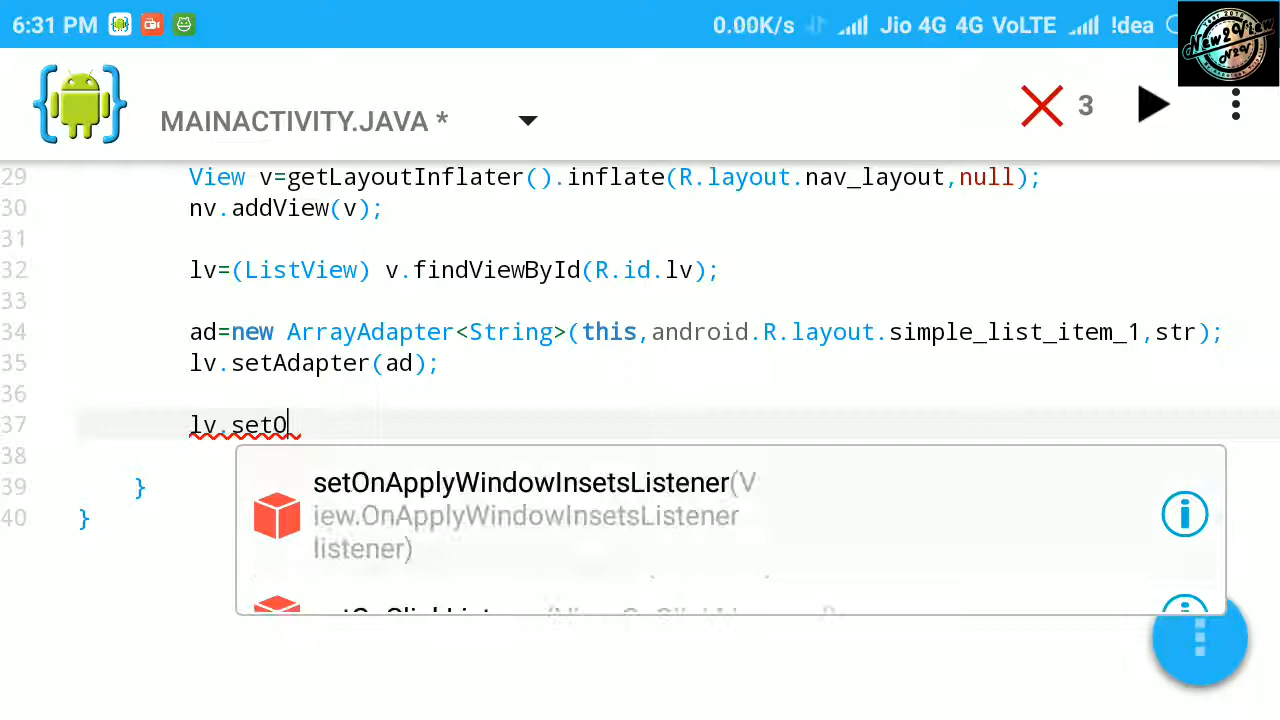 6:31 PM 0.00K/s Jio 4G 4G VoLTE !dea
New2View
N2V
MAINACTIVITY.JAVA * 3
29 View v=getLayoutInflater().inflate(R.layout.nav_layout,null);
30 nv.addView(v);
31
32 lv=(ListView) v.findViewById(R.id.lv);
33
34 ad=new ArrayAdapter<String>(this,android.R.layout.simple_list_item_1,str);
35 lv.setAdapter(ad);
36
37 lv.setO
38
39 }
40 }
setOnApplyWindowInsetsListener(V
iew.OnApplyWindowInsetsListener
listener)